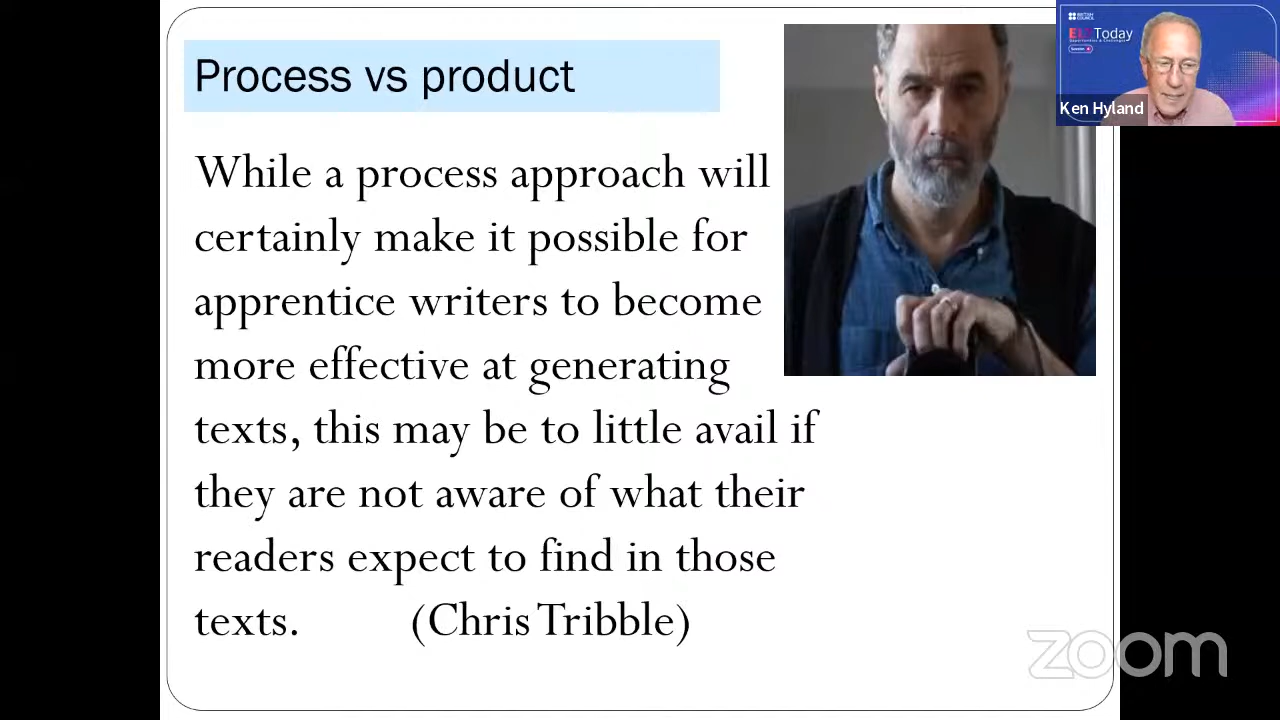 Process vs product
While a process approach will
certainly make it possible for
apprentice writers to become
more effective at generating
texts, this may be to little avail if
they are not aware of what their
readers expect to find in those
texts. (Chris Tribble)
BRITISH
COUNCIL
Today
Ken Hyland
zoom